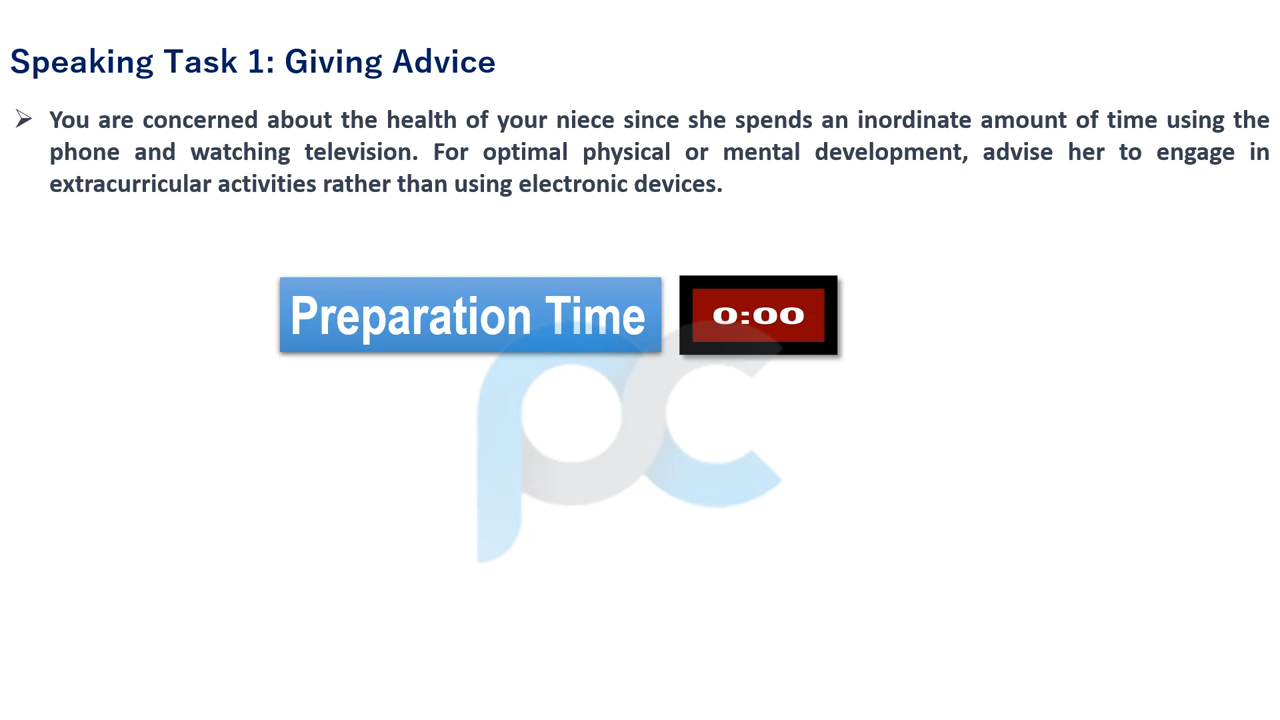 Speaking Task 1: Giving Advice
You are concerned about the health of your niece since she spends an inordinate amount of time using the
phone and watching television. For optimal physical or mental development, advise her to engage in
extracurricular activities rather than using electronic devices.
Preparation Time 0:00
pc